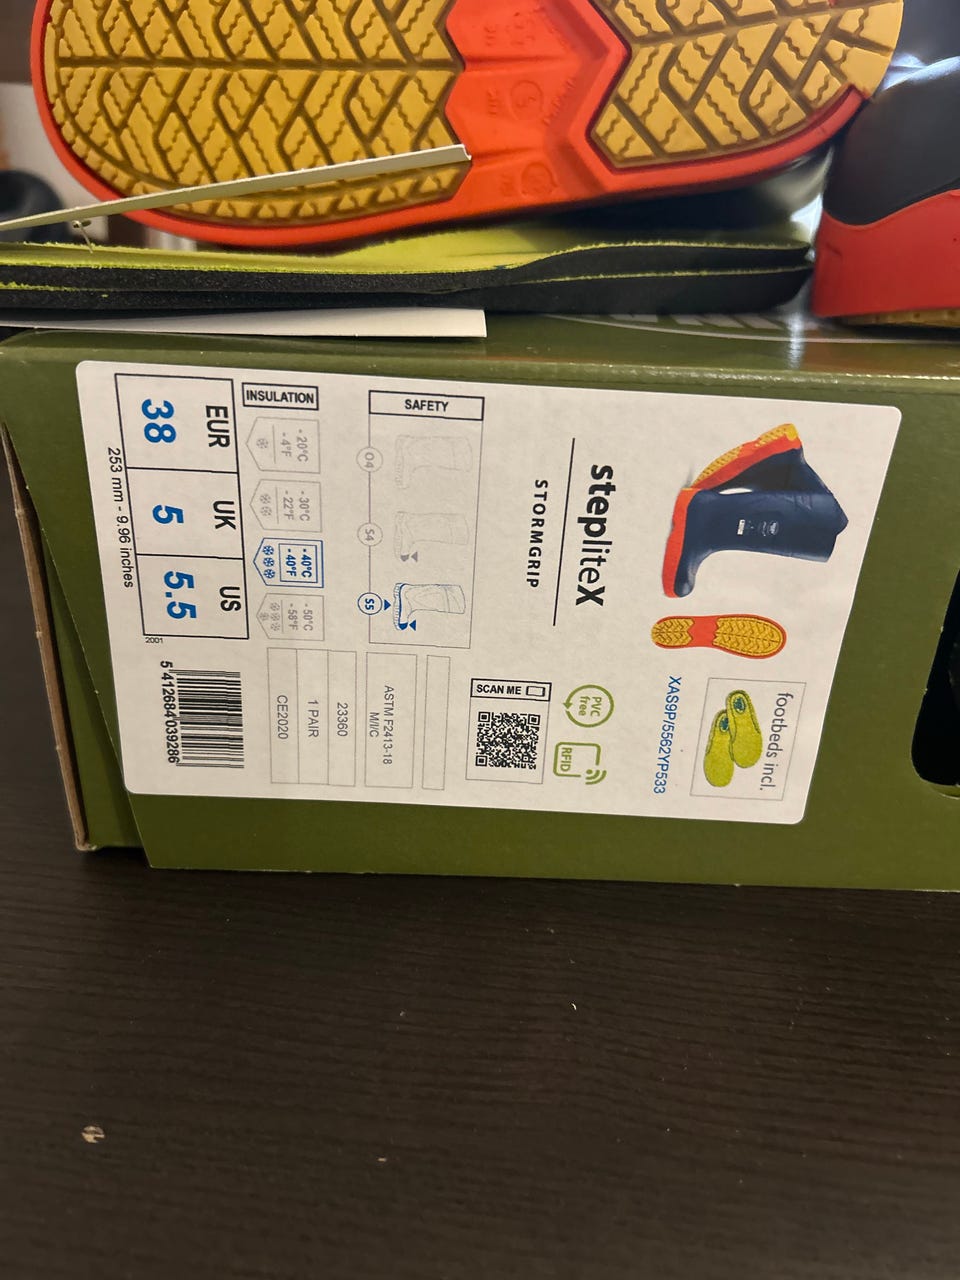 footbeds incl.
XAS9P/5562YP533
stepliteX
STORMGRIP
PVC
free
RFID
SCAN ME
SAFETY
O4
S4
S5
ASTM F2413-18
M/I/C
23360
1 PAIR
CE2020
INSULATION
- 20°C
- 4°F
- 30°C
- 22°F
- 40°C
- 40°F
- 50°C
- 58°F
EUR UK US
38 5 5.5
253 mm - 9.96 inches
2001
5 412684 039286